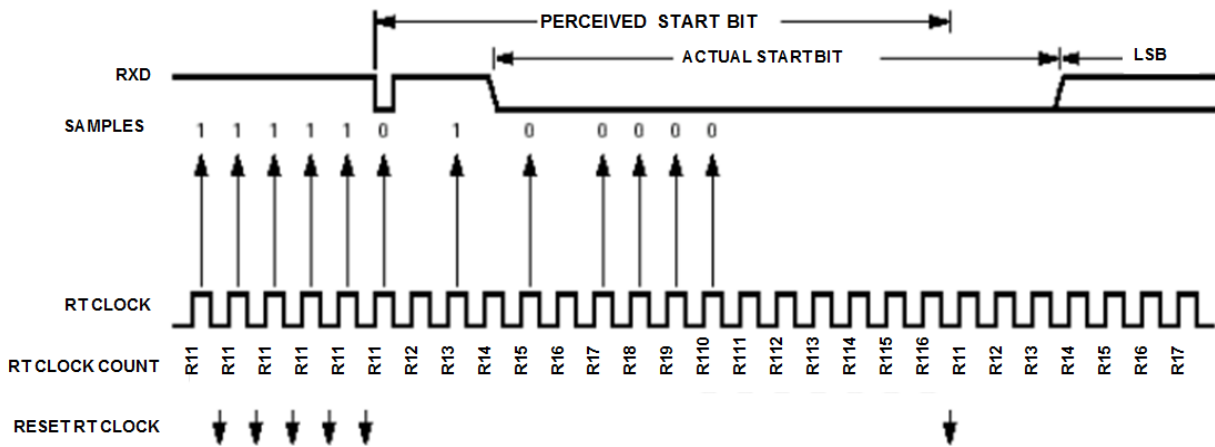 PERCEIVED START BIT
ACTUAL STARTBIT LSB
RXD
SAMPLES 1 1 1 1 1 0 1 0 0 0 0 0
RT CLOCK
RT CLOCK COUNT R11 R11 R11 R11 R11 R11 R12 R13 R14 R15 R16 R17 R18 R19 R110 R111 R112 R113 R114 R115 R116 R11 R12 R13 R14 R15 R16 R17
RESET RT CLOCK